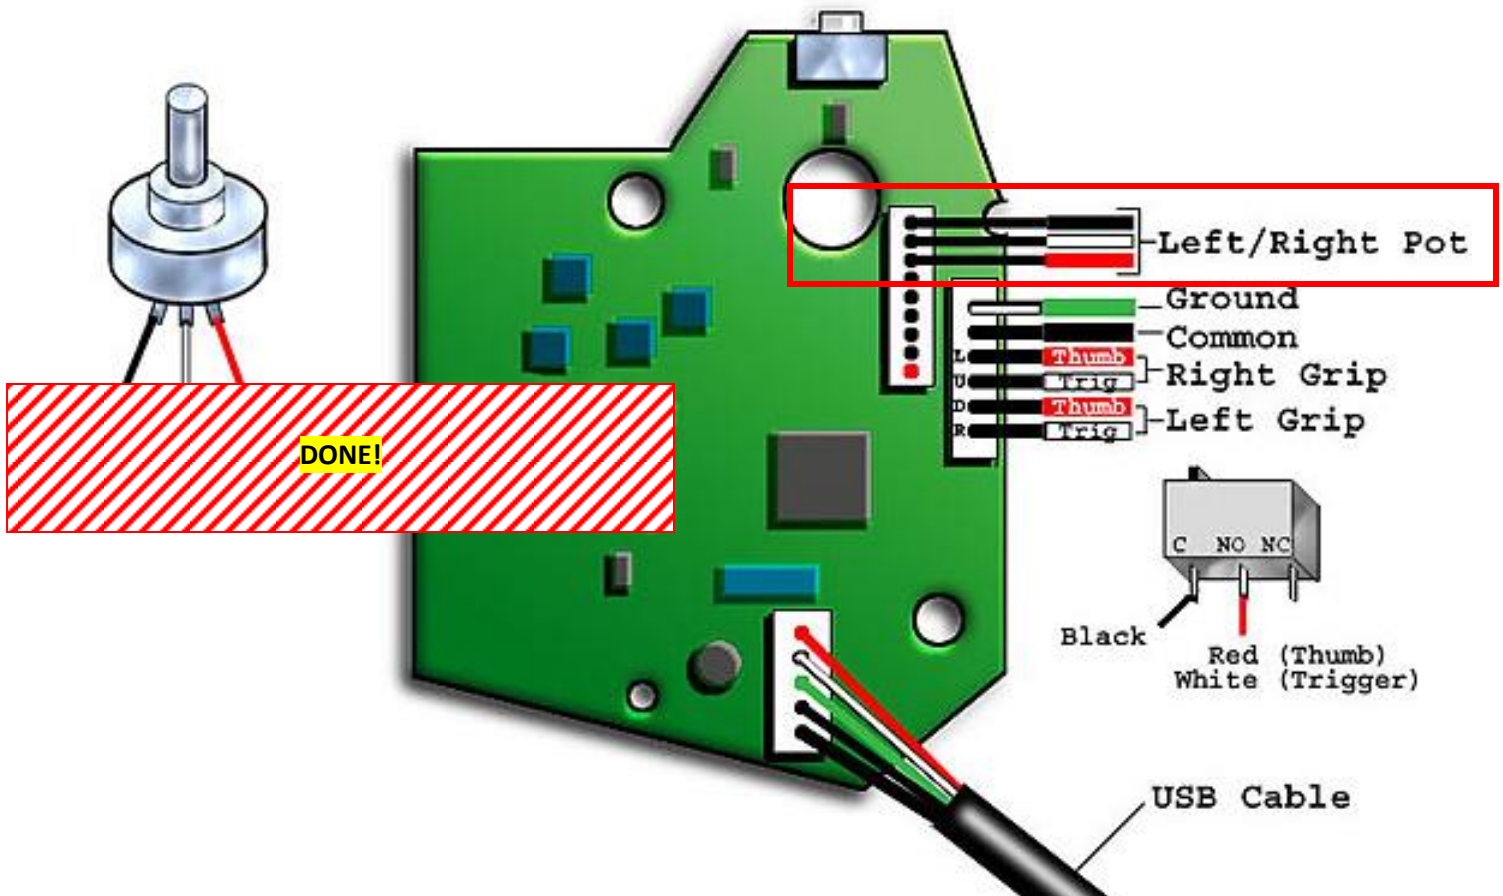 Left/Right Pot
Ground
Common
L Thumb
U Trig
Right Grip
D Thumb
R Trig
Left Grip
DONE!
C NO NC
Black
Red (Thumb)
White (Trigger)
USB Cable